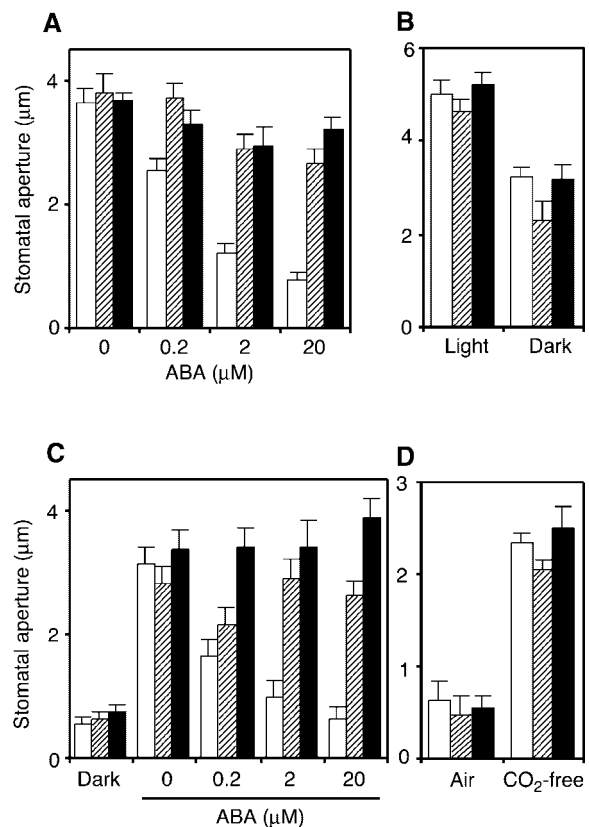 A
Stomatal aperture (μm)
4
2
0
0 0.2 2 20
ABA (μM)
B
6
4
2
0
Light Dark
C
Stomatal aperture (μm)
4
2
0
Dark 0 0.2 2 20
ABA (μM)
D
3
2
1
0
Air CO₂-free